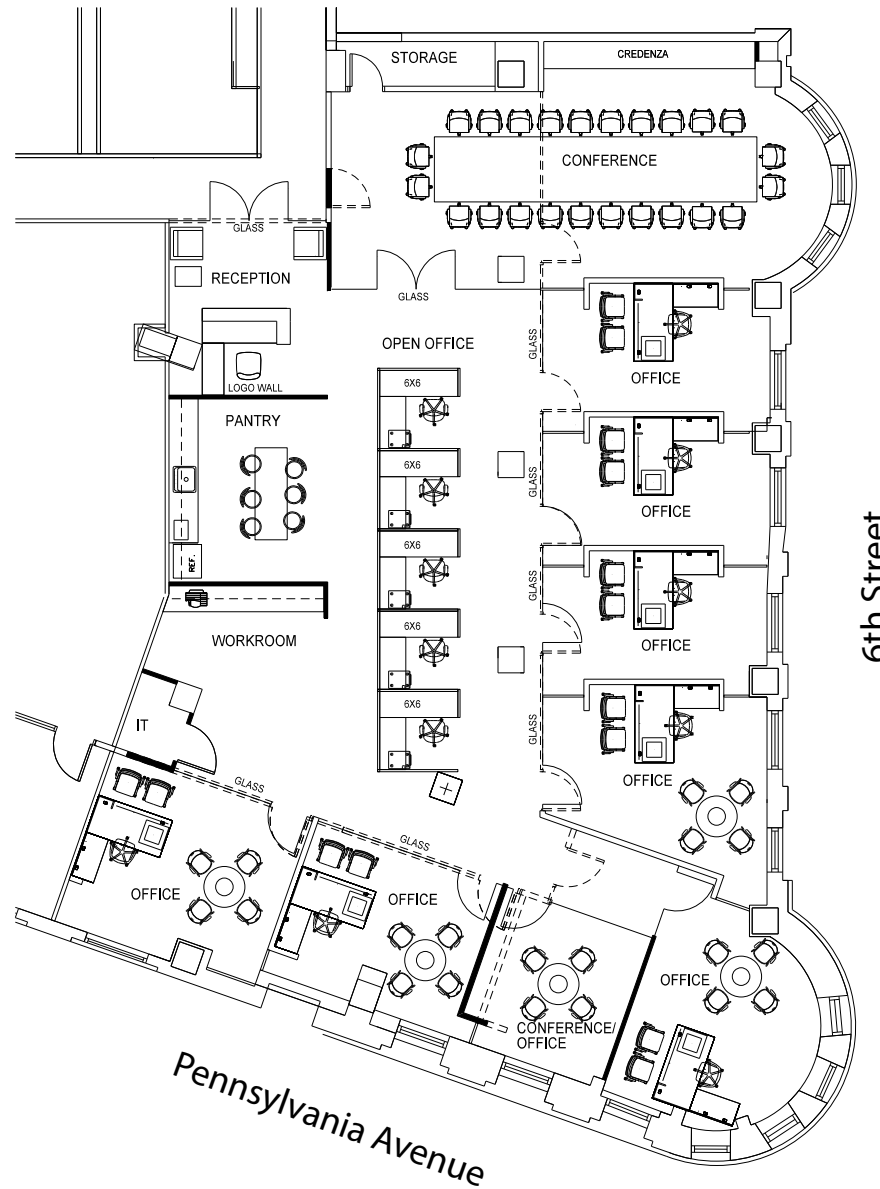 STORAGE
CREDENZA
CONFERENCE
GLASS
RECEPTION
GLASS
OPEN OFFICE
GLASS
LOGO WALL
OFFICE
6X6
PANTRY
6X6
GLASS
OFFICE
6X6
REF.
GLASS
6th Street
WORKROOM
6X6
OFFICE
6X6
IT
GLASS
OFFICE
GLASS
GLASS
OFFICE
OFFICE
OFFICE
CONFERENCE/
OFFICE
Pennsylvania Avenue